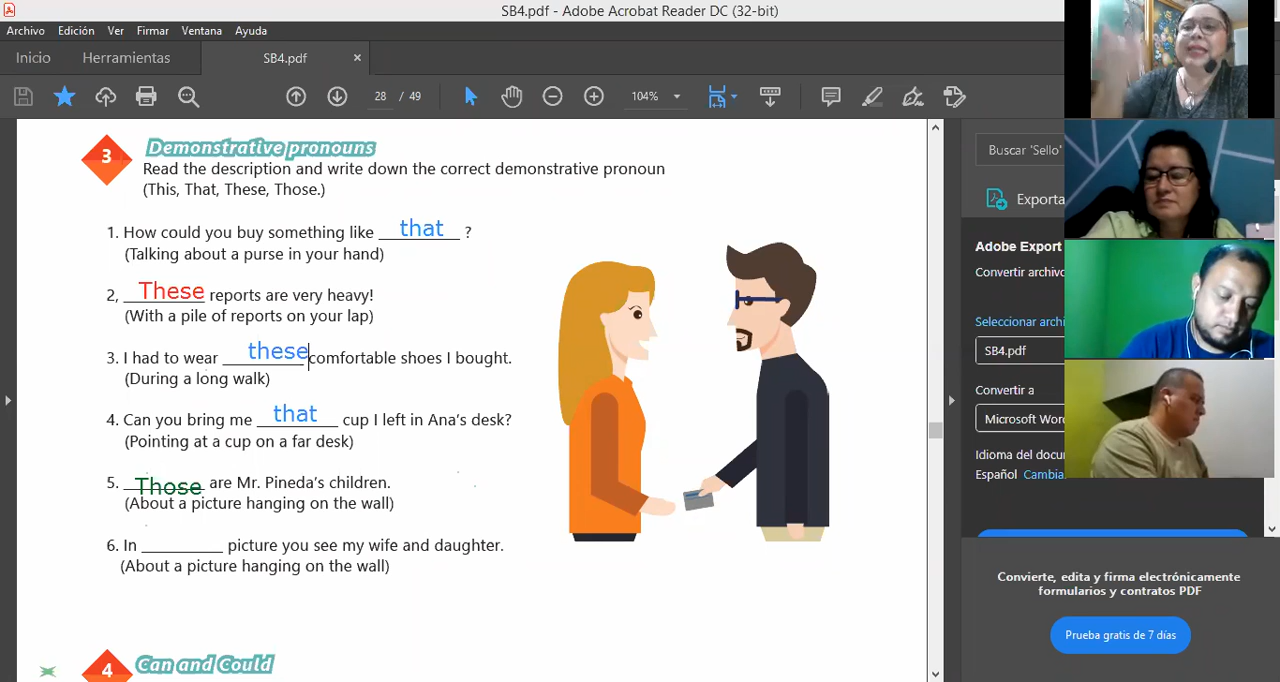 SB4.pdf - Adobe Acrobat Reader DC (32-bit)
Archivo Edición Ver Firmar Ventana Ayuda
Inicio Herramientas SB4.pdf ×
28 / 49 104%
3 Demonstrative pronouns
Read the description and write down the correct demonstrative pronoun
(This, That, These, Those.)
1. How could you buy something like that ?
(Talking about a purse in your hand)
2, These reports are very heavy!
(With a pile of reports on your lap)
3. I had to wear these comfortable shoes I bought.
(During a long walk)
4. Can you bring me that cup I left in Ana's desk?
(Pointing at a cup on a far desk)
5. Those are Mr. Pineda's children.
(About a picture hanging on the wall)
6. In __________ picture you see my wife and daughter.
(About a picture hanging on the wall)
4 Can and Could
Buscar 'Sello'
Exporta
Adobe Export
Convertir archivo
Seleccionar archi
SB4.pdf
Convertir a
Microsoft Word
Idioma del docum
Español Cambia
Convierte, edita y firma electrónicamente
formularios y contratos PDF
Prueba gratis de 7 días